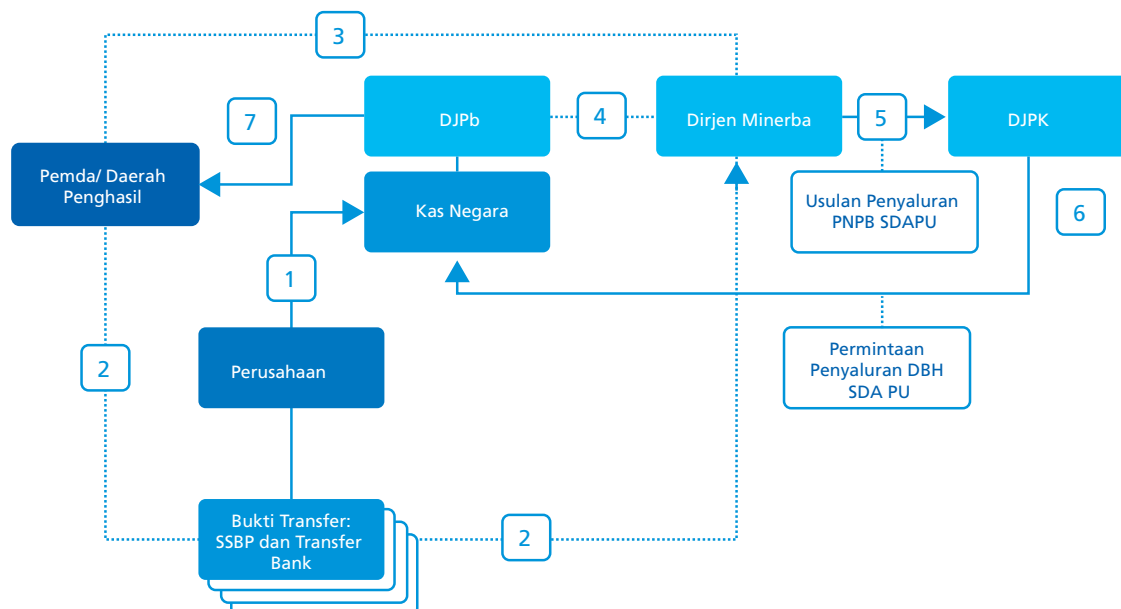 3
7
DJPb
4
Dirjen Minerba
5
DJPK
Pemda/ Daerah
Penghasil
Kas Negara
Usulan Penyaluran
PNPB SDAPU
6
1
2
Perusahaan
Permintaan
Penyaluran DBH
SDA PU
Bukti Transfer:
SSBP dan Transfer
Bank
2